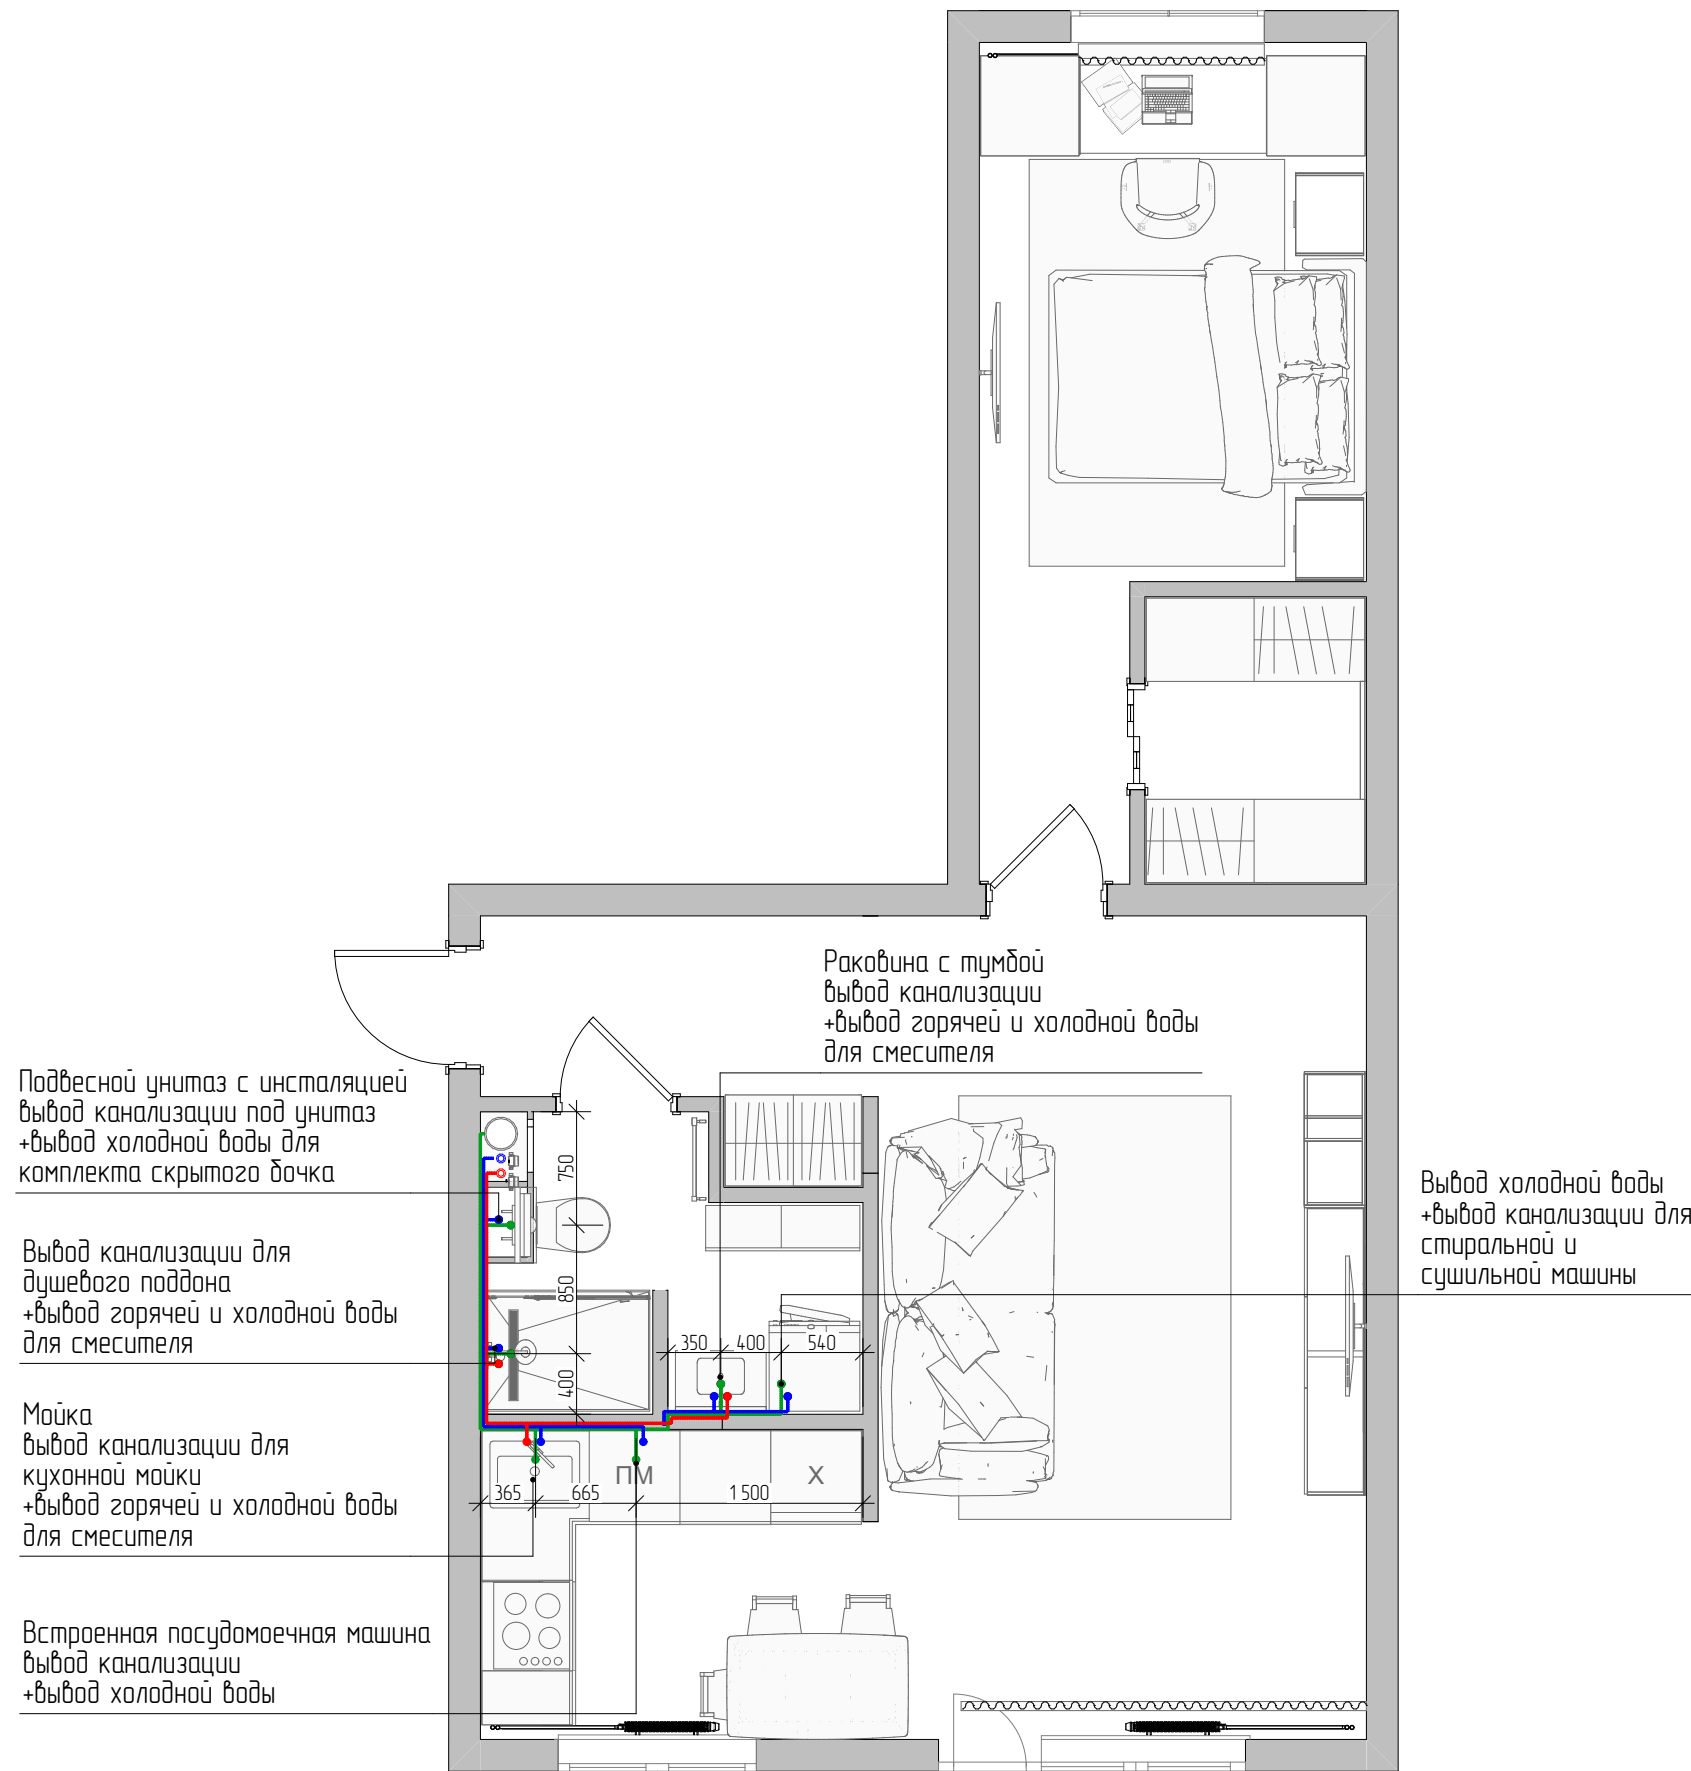 Раковина с тумбой
вывод канализации
+вывод горячей и холодной воды
для смесителя
Подвесной унитаз с инсталяцией
вывод канализации под унитаз
+вывод холодной воды для
комплекта скрытого бочка
Вывод холодной воды
+вывод канализации для
стиральной и
сушильной машины
Вывод канализации для
душевого поддона
+вывод горячей и холодной воды
для смесителя
Мойка
вывод канализации для
кухонной мойки
+вывод горячей и холодной воды
для смесителя
Встроенная посудомоечная машина
вывод канализации
+вывод холодной воды
750
850
400
350 400 540
ПМ Х
365 665 1500